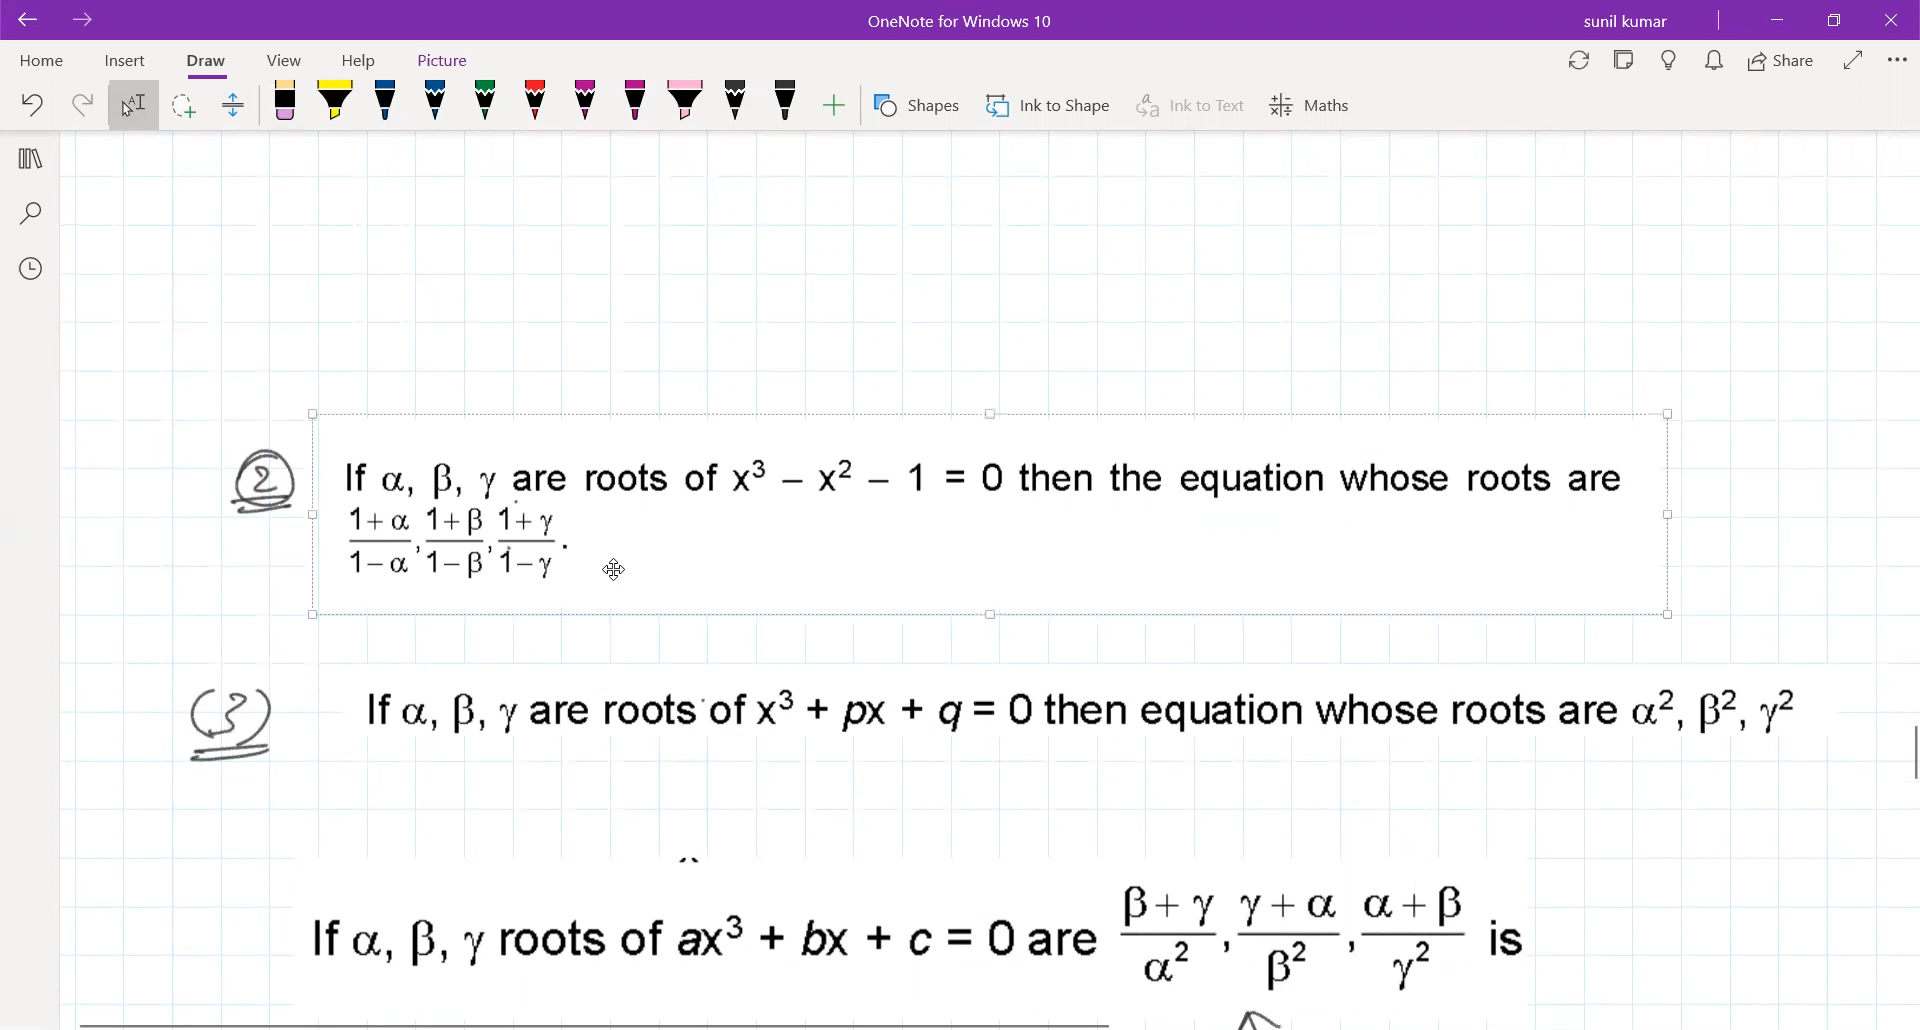 OneNote for Windows 10
sunil kumar
Home Insert Draw View Help Picture
Share
Shapes Ink to Shape Ink to Text Maths
2
If α, β, γ are roots of x³ – x² – 1 = 0 then the equation whose roots are
1+α/1–α, 1+β/1–β, 1+γ/1–γ.
(3)
If α, β, γ are roots of x³ + px + q = 0 then equation whose roots are α², β², γ²
If α, β, γ roots of ax³ + bx + c = 0 are β+γ/α², γ+α/β², α+β/γ² is